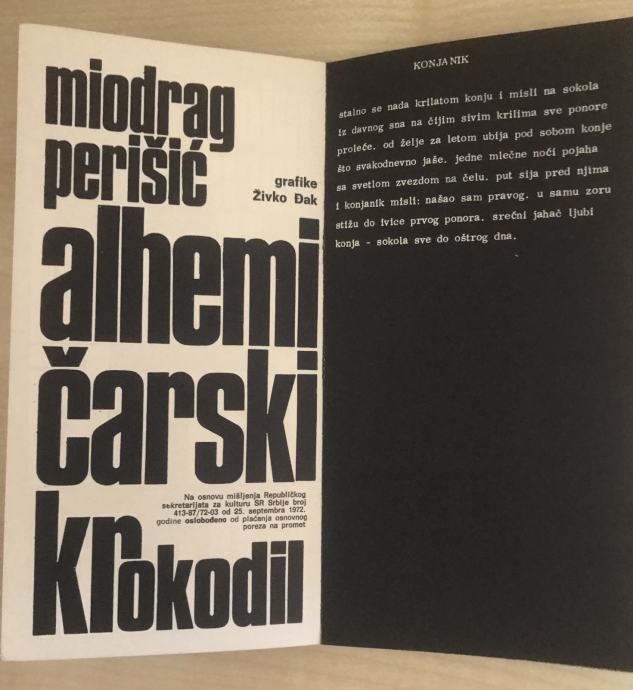 miodrag
perišić
grafike
Živko Đak
alhemi
čarski
Na osnovu mišljenja Republičkog
sekretarijata za kulturu SR Srbije broj
413-87/72-03 od 25. septembra 1972.
godine oslobođeno od plaćanja osnovnog
poreza na promet
krokodil
KONJANIK
stalno se nada krilatom konju i misli na sokola
iz davnog sna na čijim sivim krilima sve ponore
proleće. od želje za letom ubija pod sobom konje
što svakodnevno jaše. jedne mlečne noći pojaha
sa svetlom zvezdom na čelu. put sija pred njima
i konjanik misli: našao sam pravog. u samu zoru
stižu do ivice prvog ponora. srećni jahač ljubi
konja - sokola sve do oštrog dna.